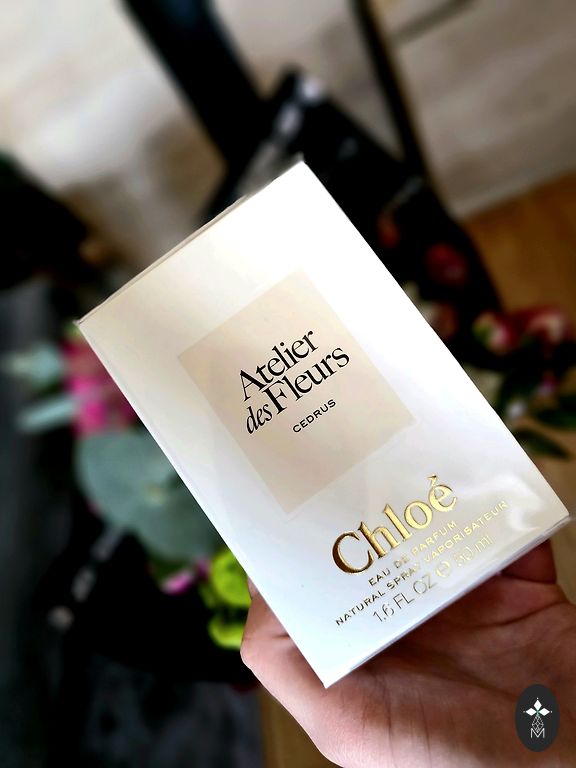 Atelier
des Fleurs
CEDRUS
Chloé
EAU DE PARFUM
NATURAL SPRAY VAPORISATEUR
1.6 FL OZ ℮ 50 ml
M